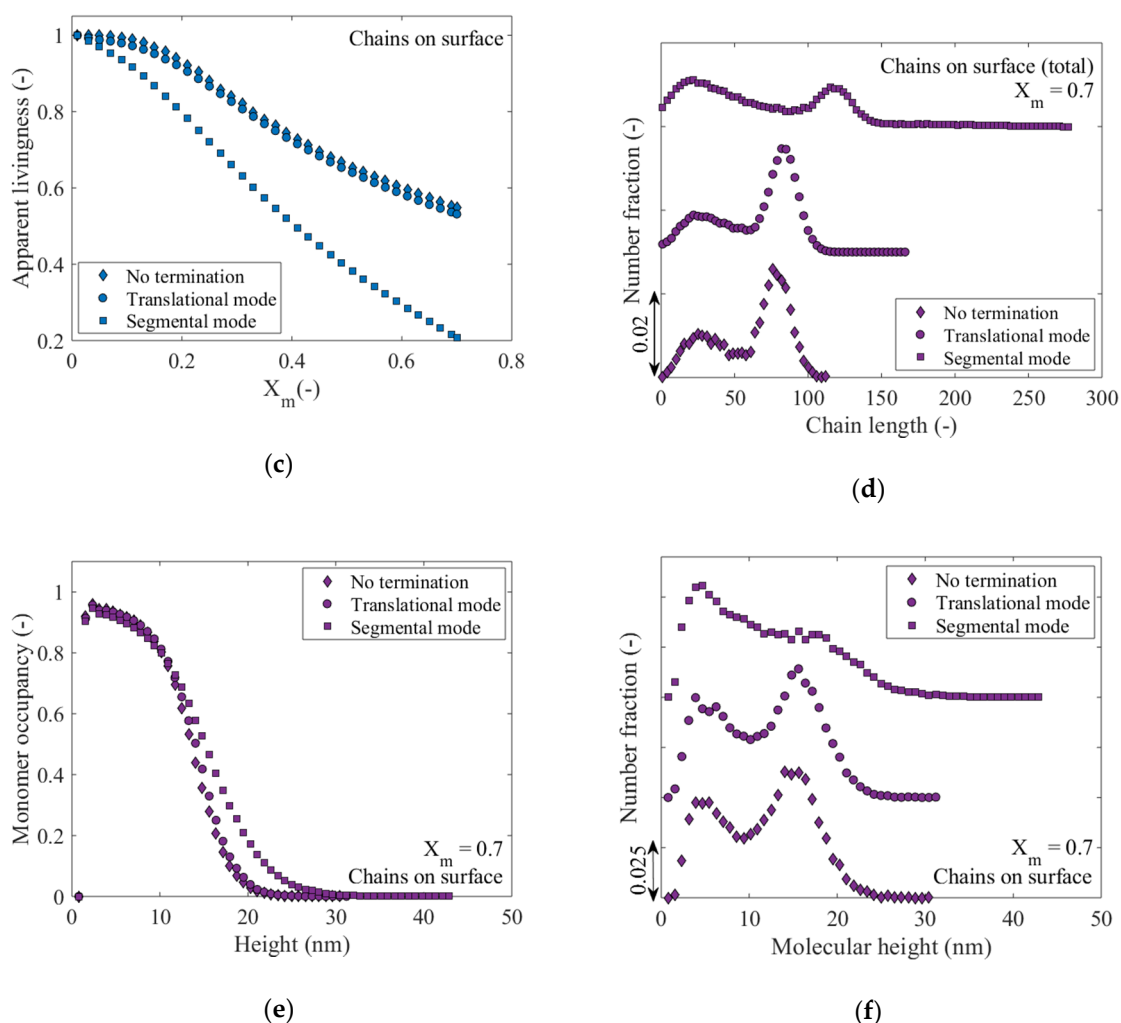 1
0.8
0.6
0.4
0.2
Apparent livingness (-)
Chains on surface
No termination
Translational mode
Segmental mode
0
0.2
0.4
0.6
0.8
X_m(-)
(c)
Number fraction (-)
0.02
Chains on surface (total)
X_m = 0.7
No termination
Translational mode
Segmental mode
0
50
100
150
200
250
300
Chain length (-)
(d)
1
0.8
0.6
0.4
0.2
0
Monomer occupancy (-)
No termination
Translational mode
Segmental mode
X_m = 0.7
Chains on surface
0
10
20
30
40
50
Height (nm)
(e)
Number fraction (-)
0.025
No termination
Translational mode
Segmental mode
X_m = 0.7
Chains on surface
0
10
20
30
40
50
Molecular height (nm)
(f)